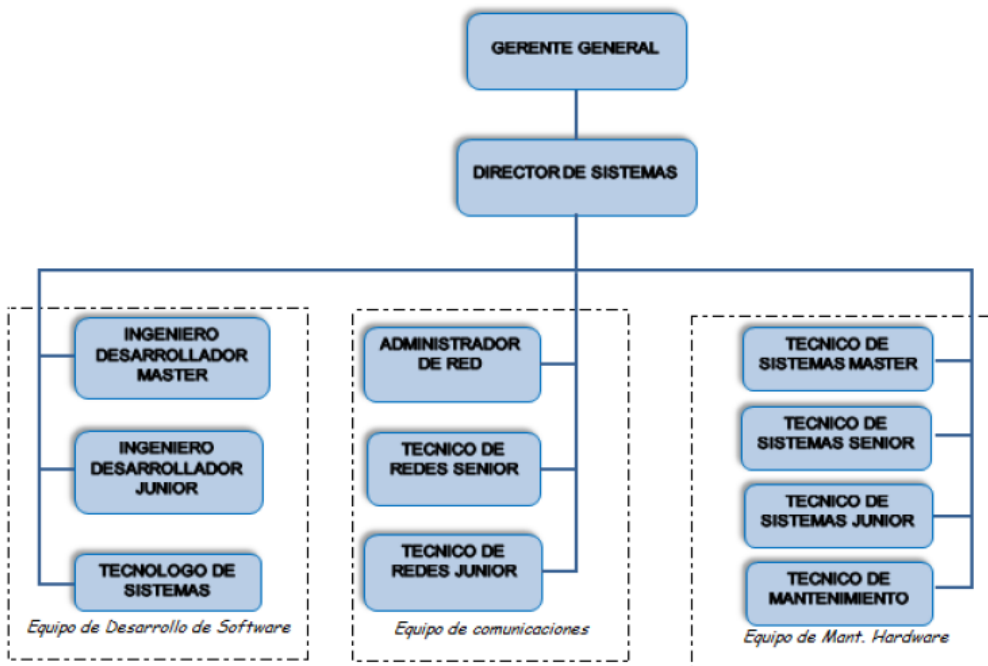 GERENTE GENERAL
DIRECTOR DE SISTEMAS
INGENIERO
DESARROLLADOR
MASTER
INGENIERO
DESARROLLADOR
JUNIOR
TECNOLOGO DE
SISTEMAS
Equipo de Desarrollo de Software
ADMINISTRADOR
DE RED
TECNICO DE
REDES SENIOR
TECNICO DE
REDES JUNIOR
Equipo de comunicaciones
TECNICO DE
SISTEMAS MASTER
TECNICO DE
SISTEMAS SENIOR
TECNICO DE
SISTEMAS JUNIOR
TECNICO DE
MANTENIMIENTO
Equipo de Mant. Hardware